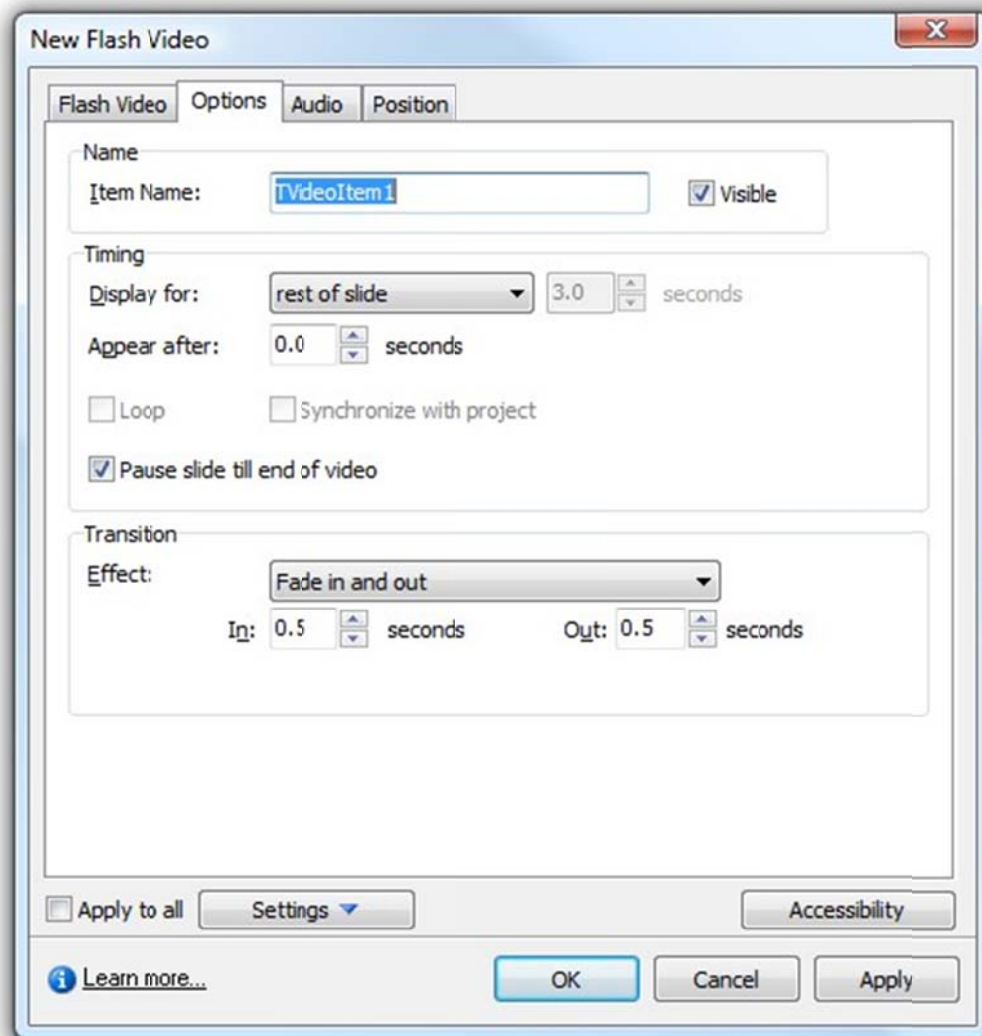 New Flash Video
Flash Video Options Audio Position
Name
Item Name: TVideoItem1 Visible
Timing
Display for: rest of slide 3.0 seconds
Appear after: 0.0 seconds
Loop Synchronize with project
Pause slide till end of video
Transition
Effect: Fade in and out
In: 0.5 seconds Out: 0.5 seconds
Apply to all Settings Accessibility
Learn more... OK Cancel Apply